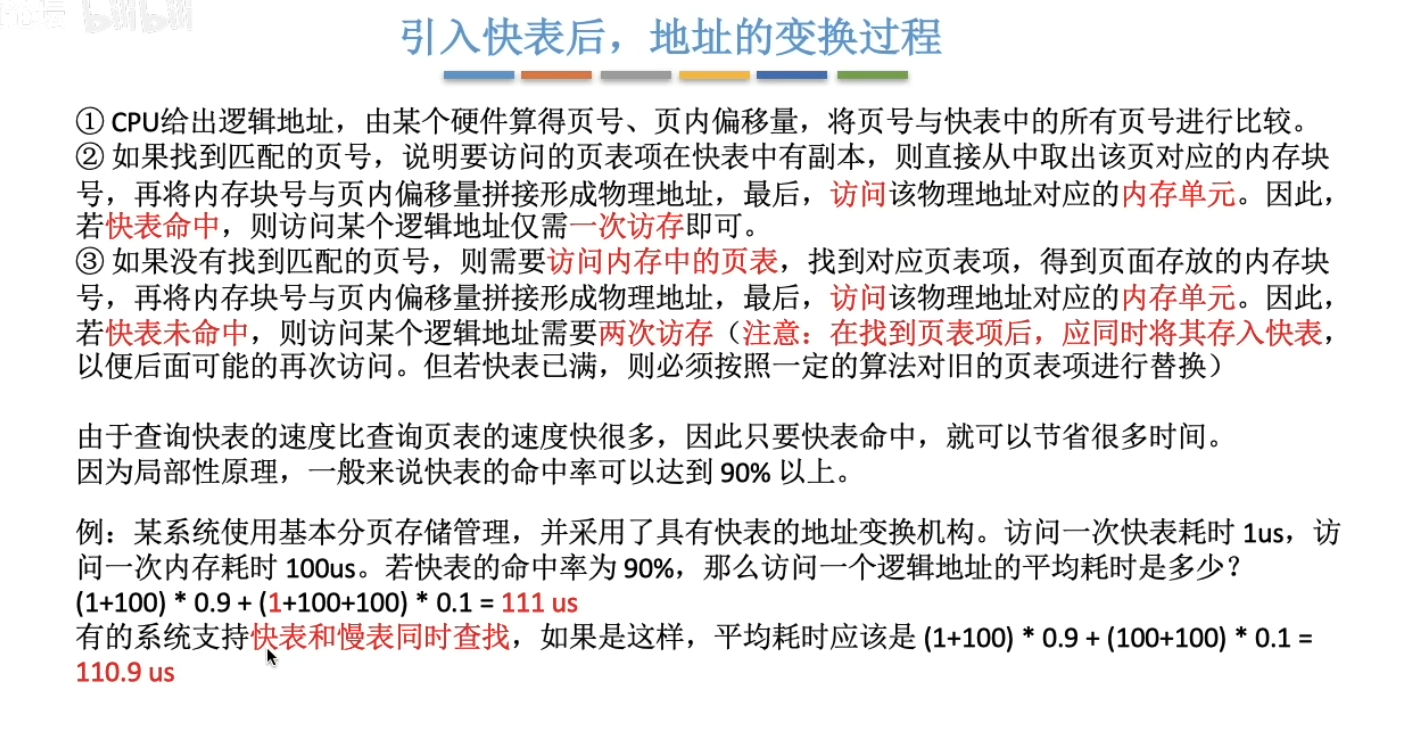 bilibili
引入快表后，地址的变换过程
① CPU给出逻辑地址，由某个硬件算得页号、页内偏移量，将页号与快表中的所有页号进行比较。
② 如果找到匹配的页号，说明要访问的页表项在快表中有副本，则直接从中取出该页对应的内存块
号，再将内存块号与页内偏移量拼接形成物理地址，最后，访问该物理地址对应的内存单元。因此，
若快表命中，则访问某个逻辑地址仅需一次访存即可。
③ 如果没有找到匹配的页号，则需要访问内存中的页表，找到对应页表项，得到页面存放的内存块
号，再将内存块号与页内偏移量拼接形成物理地址，最后，访问该物理地址对应的内存单元。因此，
若快表未命中，则访问某个逻辑地址需要两次访存（注意：在找到页表项后，应同时将其存入快表，
以便后面可能的再次访问。但若快表已满，则必须按照一定的算法对旧的页表项进行替换）
由于查询快表的速度比查询页表的速度快很多，因此只要快表命中，就可以节省很多时间。
因为局部性原理，一般来说快表的命中率可以达到 90% 以上。
例：某系统使用基本分页存储管理，并采用了具有快表的地址变换机构。访问一次快表耗时 1us，访
问一次内存耗时 100us。若快表的命中率为 90%，那么访问一个逻辑地址的平均耗时是多少？
(1+100) * 0.9 + (1+100+100) * 0.1 = 111 us
有的系统支持快表和慢表同时查找，如果是这样，平均耗时应该是 (1+100) * 0.9 + (100+100) * 0.1 =
110.9 us